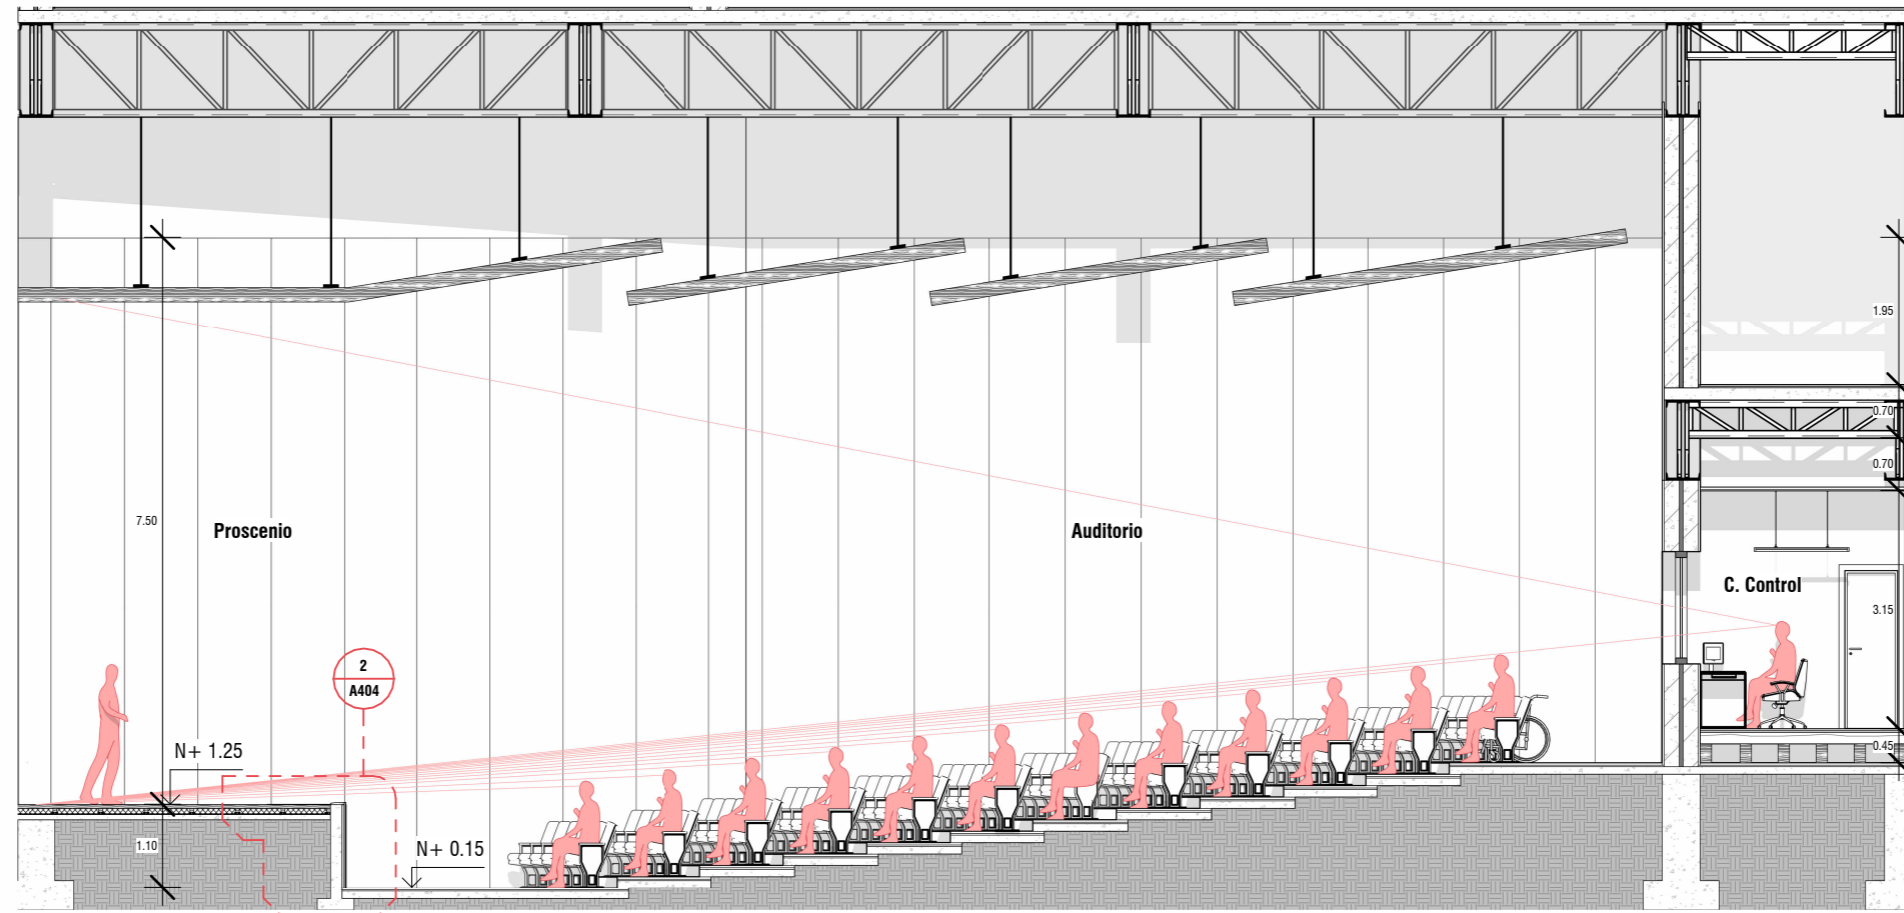 1.95
0.70
0.70
7.50
Proscenio
Auditorio
C. Control
3.15
2
A404
N+ 1.25
0.45
1.10
N+ 0.15